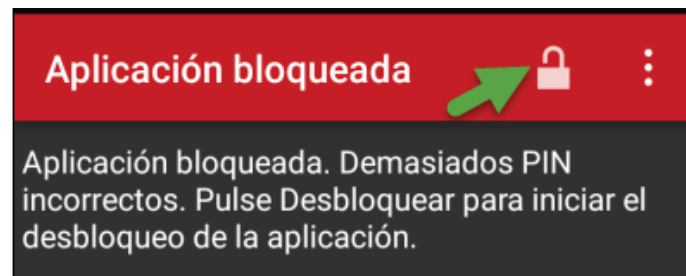 Aplicación bloqueada
Aplicación bloqueada. Demasiados PIN
incorrectos. Pulse Desbloquear para iniciar el
desbloqueo de la aplicación.